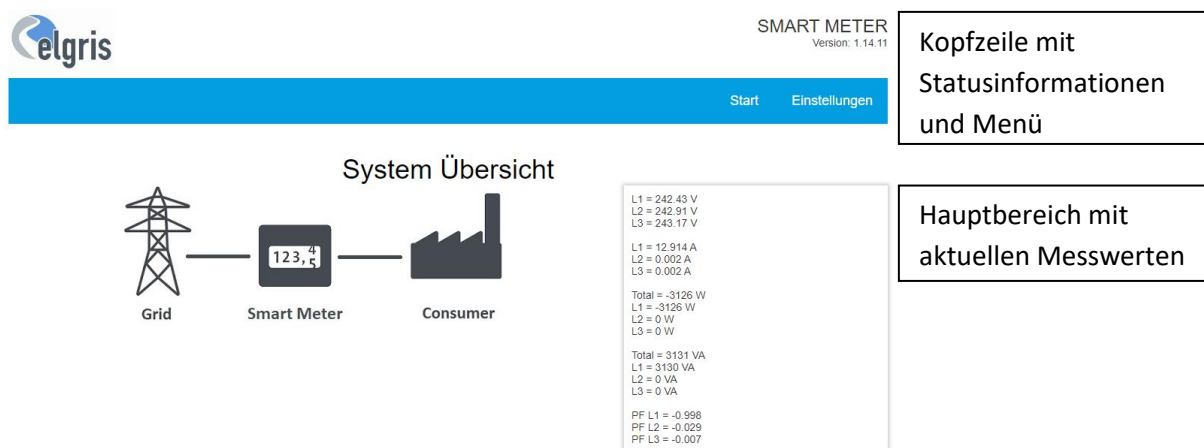 elgris
SMART METER
Version: 1.14.11
Start Einstellungen
Kopfzeile mit
Statusinformationen
und Menü
System Übersicht
123,4
5
Grid
Smart Meter
Consumer
L1 = 242.43 V
L2 = 242.91 V
L3 = 243.17 V
L1 = 12.914 A
L2 = 0.002 A
L3 = 0.002 A
Total = -3126 W
L1 = -3126 W
L2 = 0 W
L3 = 0 W
Total = 3131 VA
L1 = 3130 VA
L2 = 0 VA
L3 = 0 VA
PF L1 = -0.998
PF L2 = -0.029
PF L3 = -0.007
Hauptbereich mit
aktuellen Messwerten